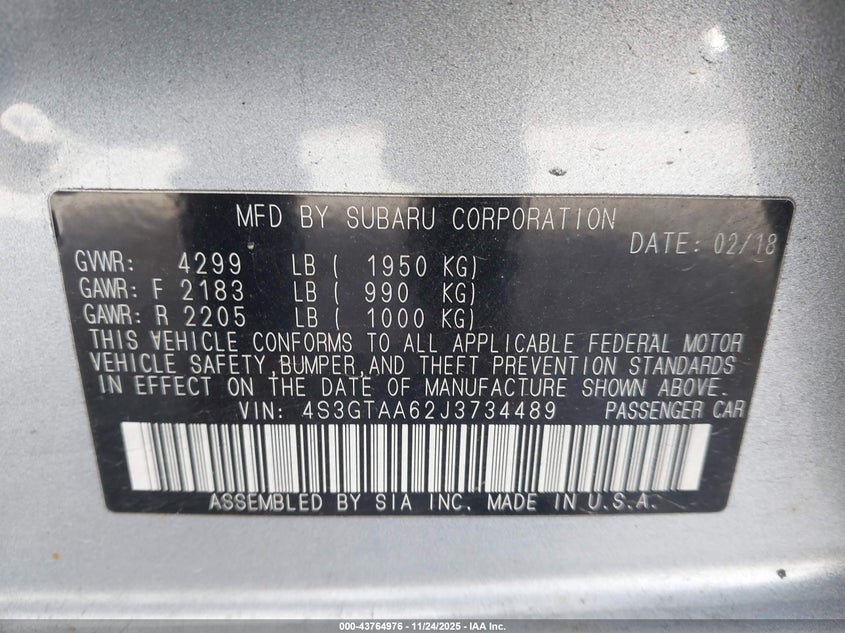 MFD BY SUBARU CORPORATION
DATE: 02/18
GVWR: 4299 LB ( 1950 KG)
GAWR: F 2183 LB ( 990 KG)
GAWR: R 2205 LB ( 1000 KG)
THIS VEHICLE CONFORMS TO ALL APPLICABLE FEDERAL MOTOR
VEHICLE SAFETY,BUMPER,AND THEFT PREVENTION STANDARDS
IN EFFECT ON THE DATE OF MANUFACTURE SHOWN ABOVE.
VIN: 4S3GTAA62J3734489 PASSENGER CAR
ASSEMBLED BY SIA INC. MADE IN U.S.A.
000-43764976 | 11/24/2025 - IAA Inc.